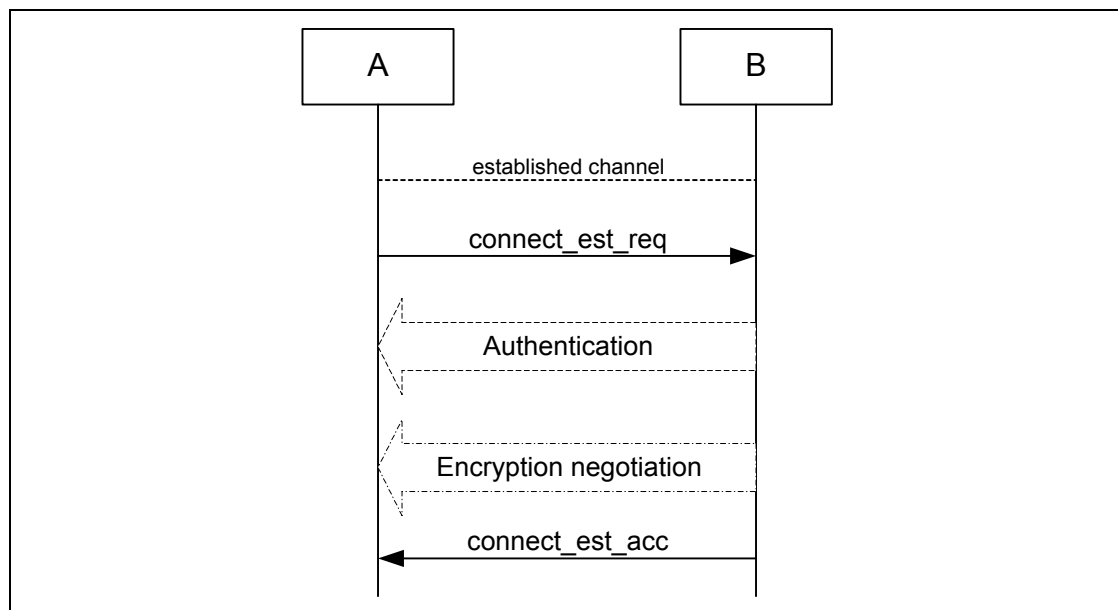 A
B
established channel
connect_est_req
Authentication
Encryption negotiation
connect_est_acc